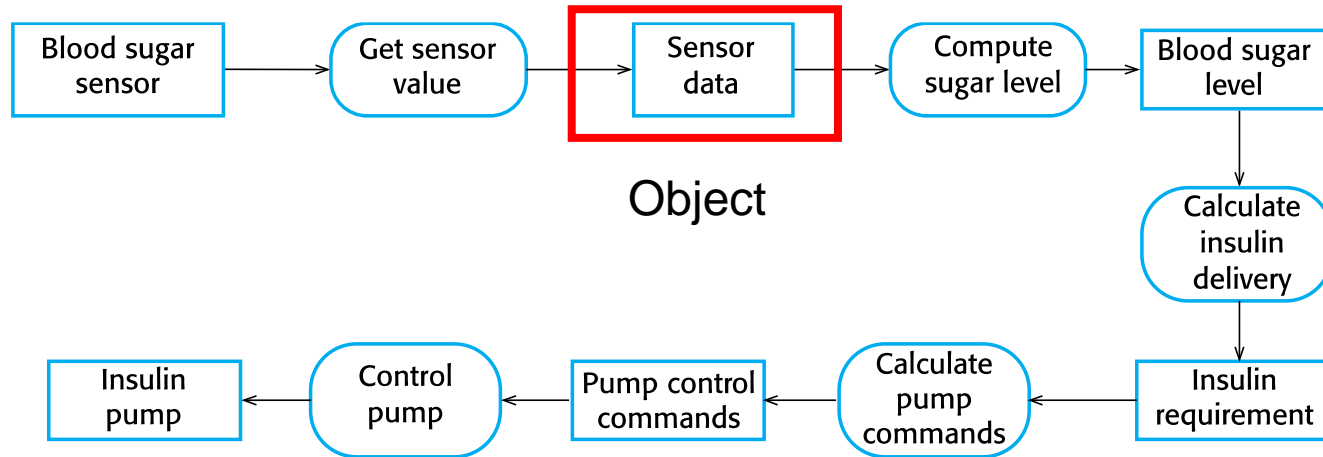 Blood sugar
sensor
Get sensor
value
Sensor
data
Compute
sugar level
Blood sugar
level
Object
Calculate
insulin
delivery
Insulin
pump
Control
pump
Pump control
commands
Calculate
pump
commands
Insulin
requirement